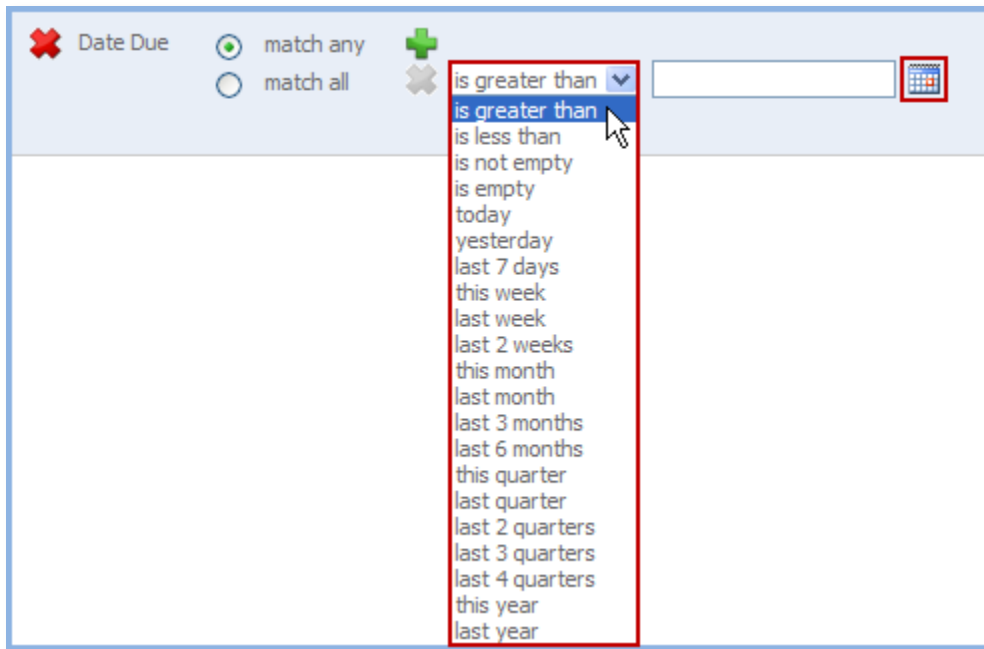 Date Due
match any
match all
is greater than
is greater than
is less than
is not empty
is empty
today
yesterday
last 7 days
this week
last week
last 2 weeks
this month
last month
last 3 months
last 6 months
this quarter
last quarter
last 2 quarters
last 3 quarters
last 4 quarters
this year
last year